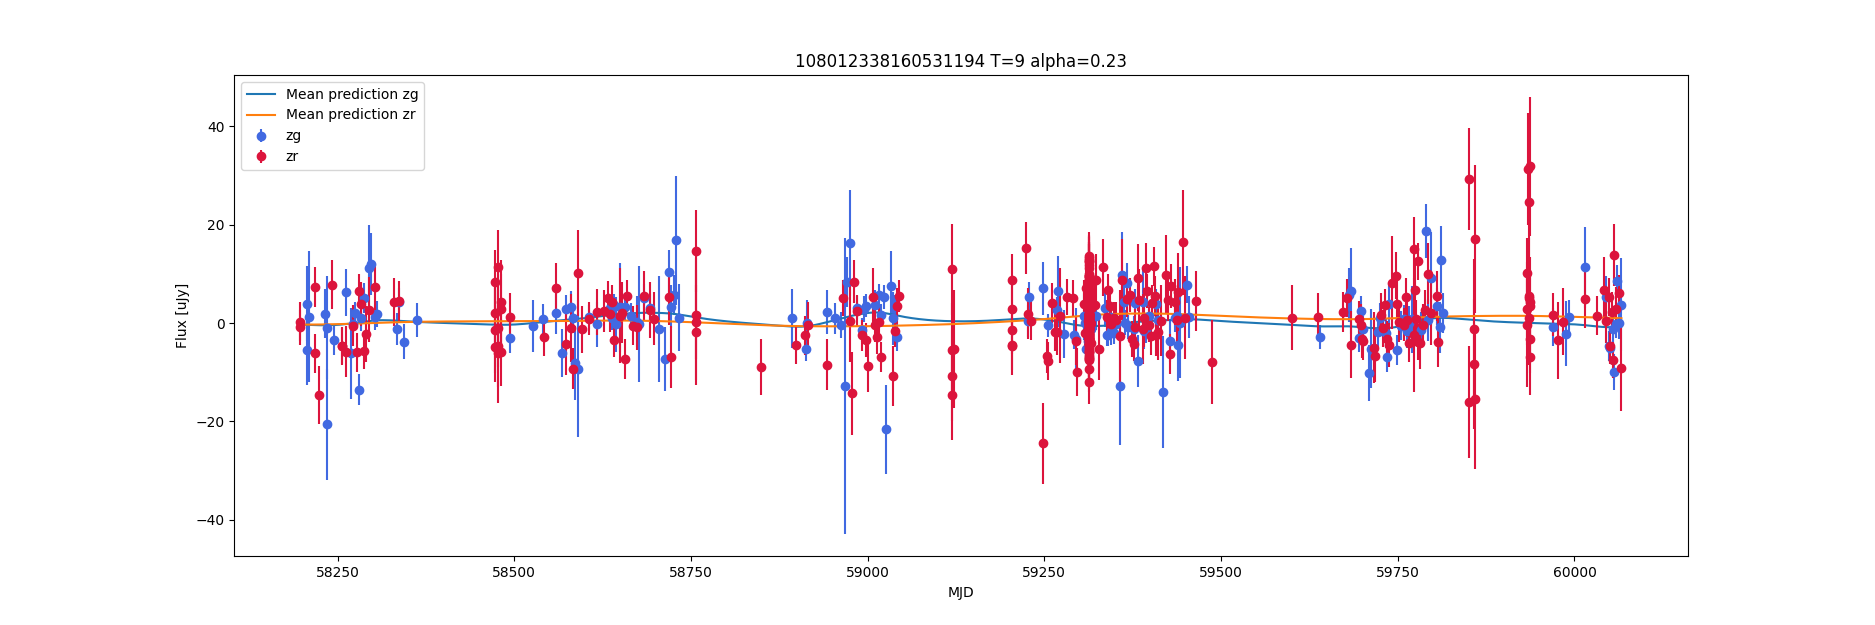 108012338160531194 T=9 alpha=0.23
Mean prediction zg
Mean prediction zr
zg
zr
Flux [uJy]
40
20
0
−20
−40
58250 58500 58750 59000 59250 59500 59750 60000
MJD